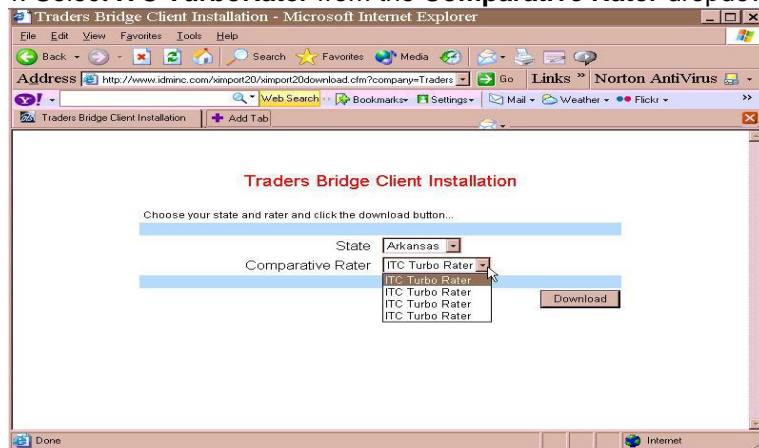 Select ITC TurboRater from the Comparative Rater dropdow
Traders Bridge Client Installation - Microsoft Internet Explorer
File Edit View Favorites Tools Help
Back Search Favorites Media
Address http://www.idminc.com/ximport20/ximport20download.cfm?company=Traders Go Links » Norton AntiVirus
Y! Web Search Bookmarks Settings Mail Weather Flickr »
Traders Bridge Client Installation Add Tab
Traders Bridge Client Installation
Choose your state and rater and click the download button...
State Arkansas
Comparative Rater ITC Turbo Rater
ITC Turbo Rater
ITC Turbo Rater
ITC Turbo Rater
ITC Turbo Rater
Download
Done Internet